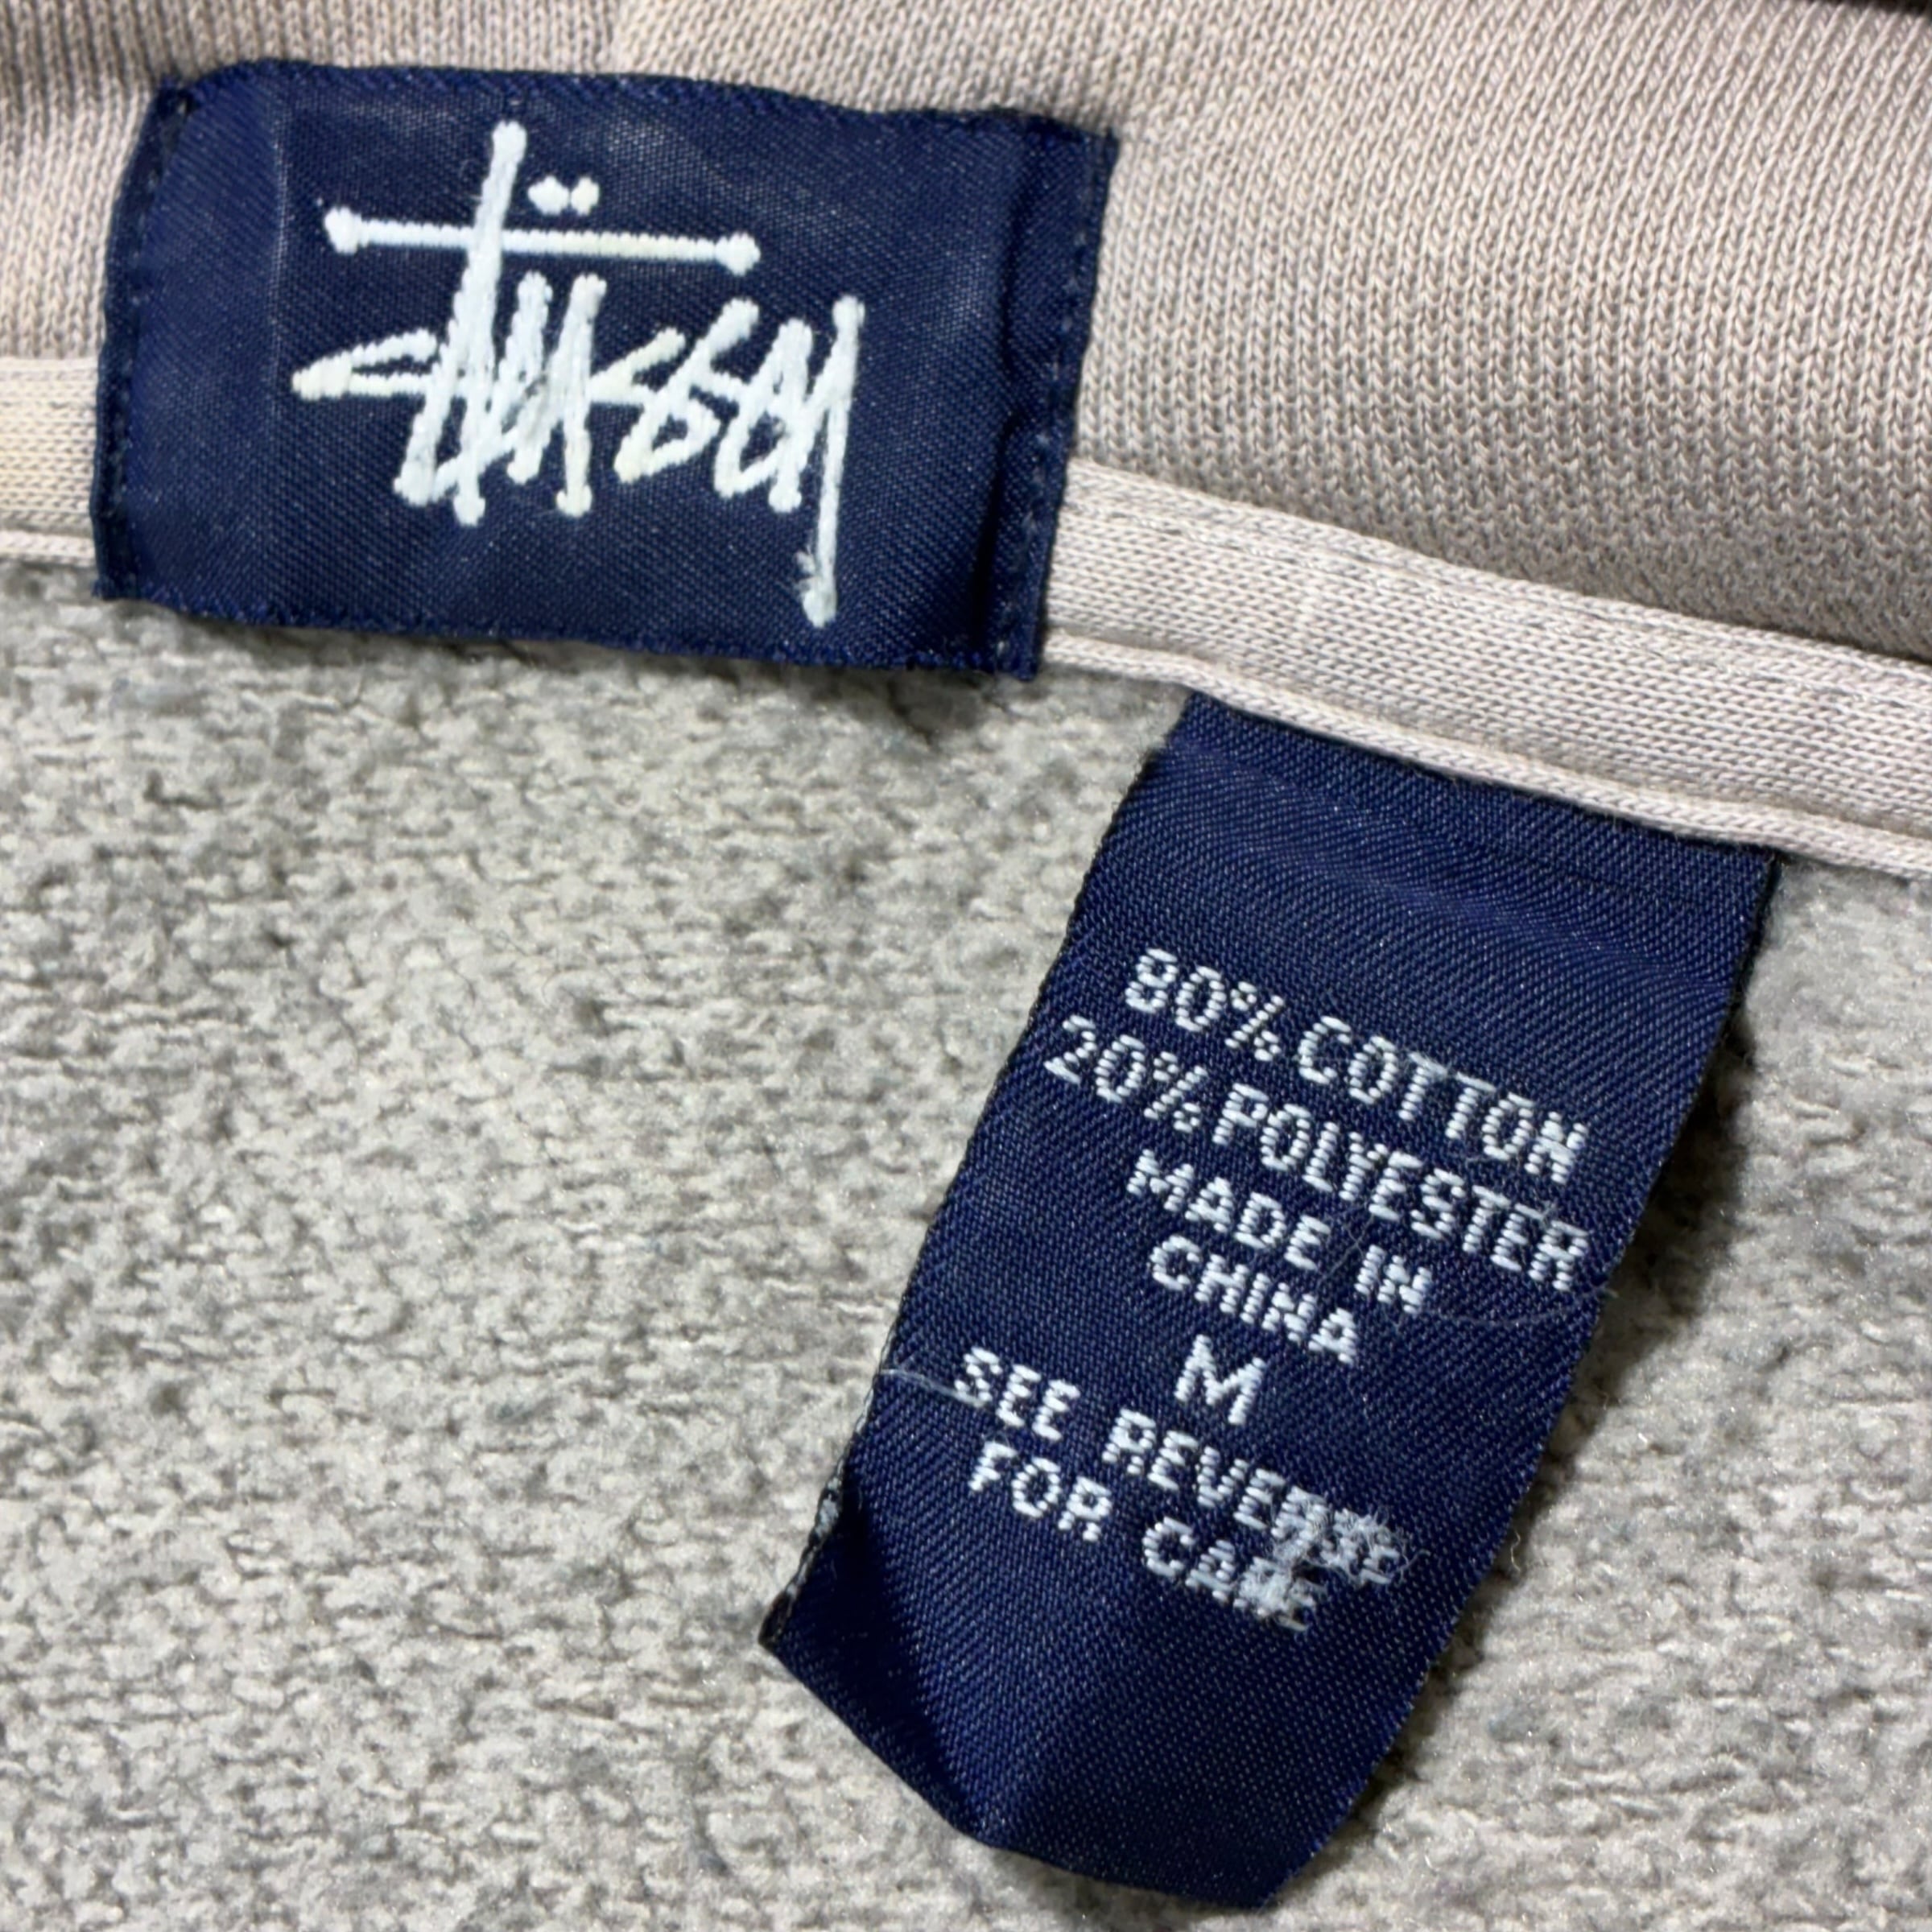 Stüssy
80% COTTON
20% POLYESTER
MADE IN
CHINA
M
SEE REVERSE
FOR CARE